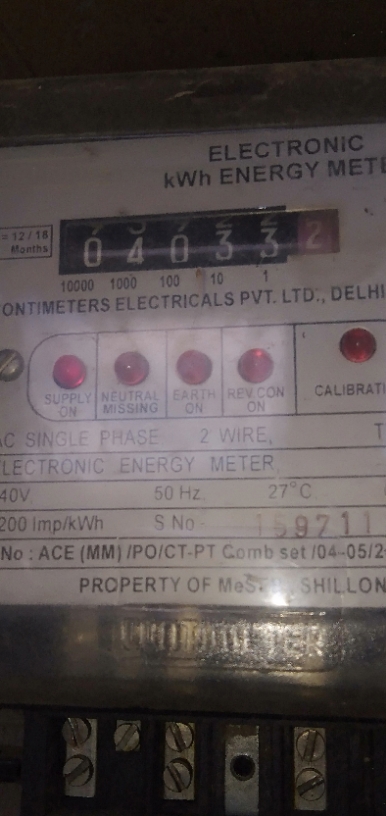 ELECTRONIC
kWh ENERGY METE
= 12 / 18
Months
0 4 0 3 3 2
10000 1000 100 10 1
ONTIMETERS ELECTRICALS PVT. LTD., DELHI
SUPPLY ON
NEUTRAL MISSING
EARTH ON
REV.CON ON
CALIBRATI
AC SINGLE PHASE 2 WIRE, T
LECTRONIC ENERGY METER
40V 50 Hz 27°C
200 Imp/kWh S No - 159711
No : ACE (MM) /PO/CT-PT Comb set /04-05/2
PROPERTY OF MeS SHILLON